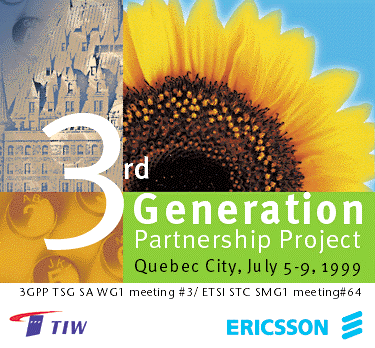 3rd
Generation
Partnership Project
Quebec City, July 5-9, 1999
3GPP TSG SA WG1 meeting #3/ ETSI STC SMG1 meeting#64
TIW
ERICSSON